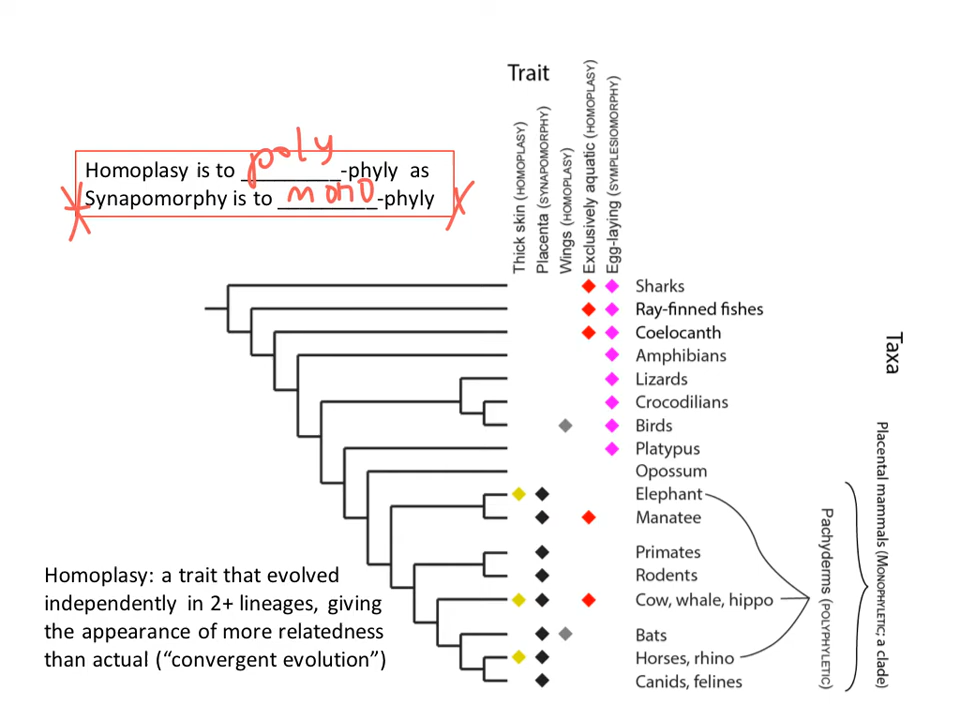 Trait
Thick skin (HOMOPLASY)
Placenta (SYNAPOMORPHY)
Wings (HOMOPLASY)
Exclusively aquatic (HOMOPLASY)
Egg-laying (SYMPLESIOMORPHY)
Homoplasy is to poly-phyly as
Synapomorphy is to mono-phyly
Sharks
Ray-finned fishes
Coelocanth
Amphibians
Lizards
Crocodilians
Birds
Platypus
Opossum
Elephant
Manatee
Primates
Rodents
Cow, whale, hippo
Bats
Horses, rhino
Canids, felines
Taxa
Pachyderms (POLYPHYLETIC)
Placental mammals (MONOPHYLETIC; a clade)
Homoplasy: a trait that evolved
independently in 2+ lineages, giving
the appearance of more relatedness
than actual (“convergent evolution”)